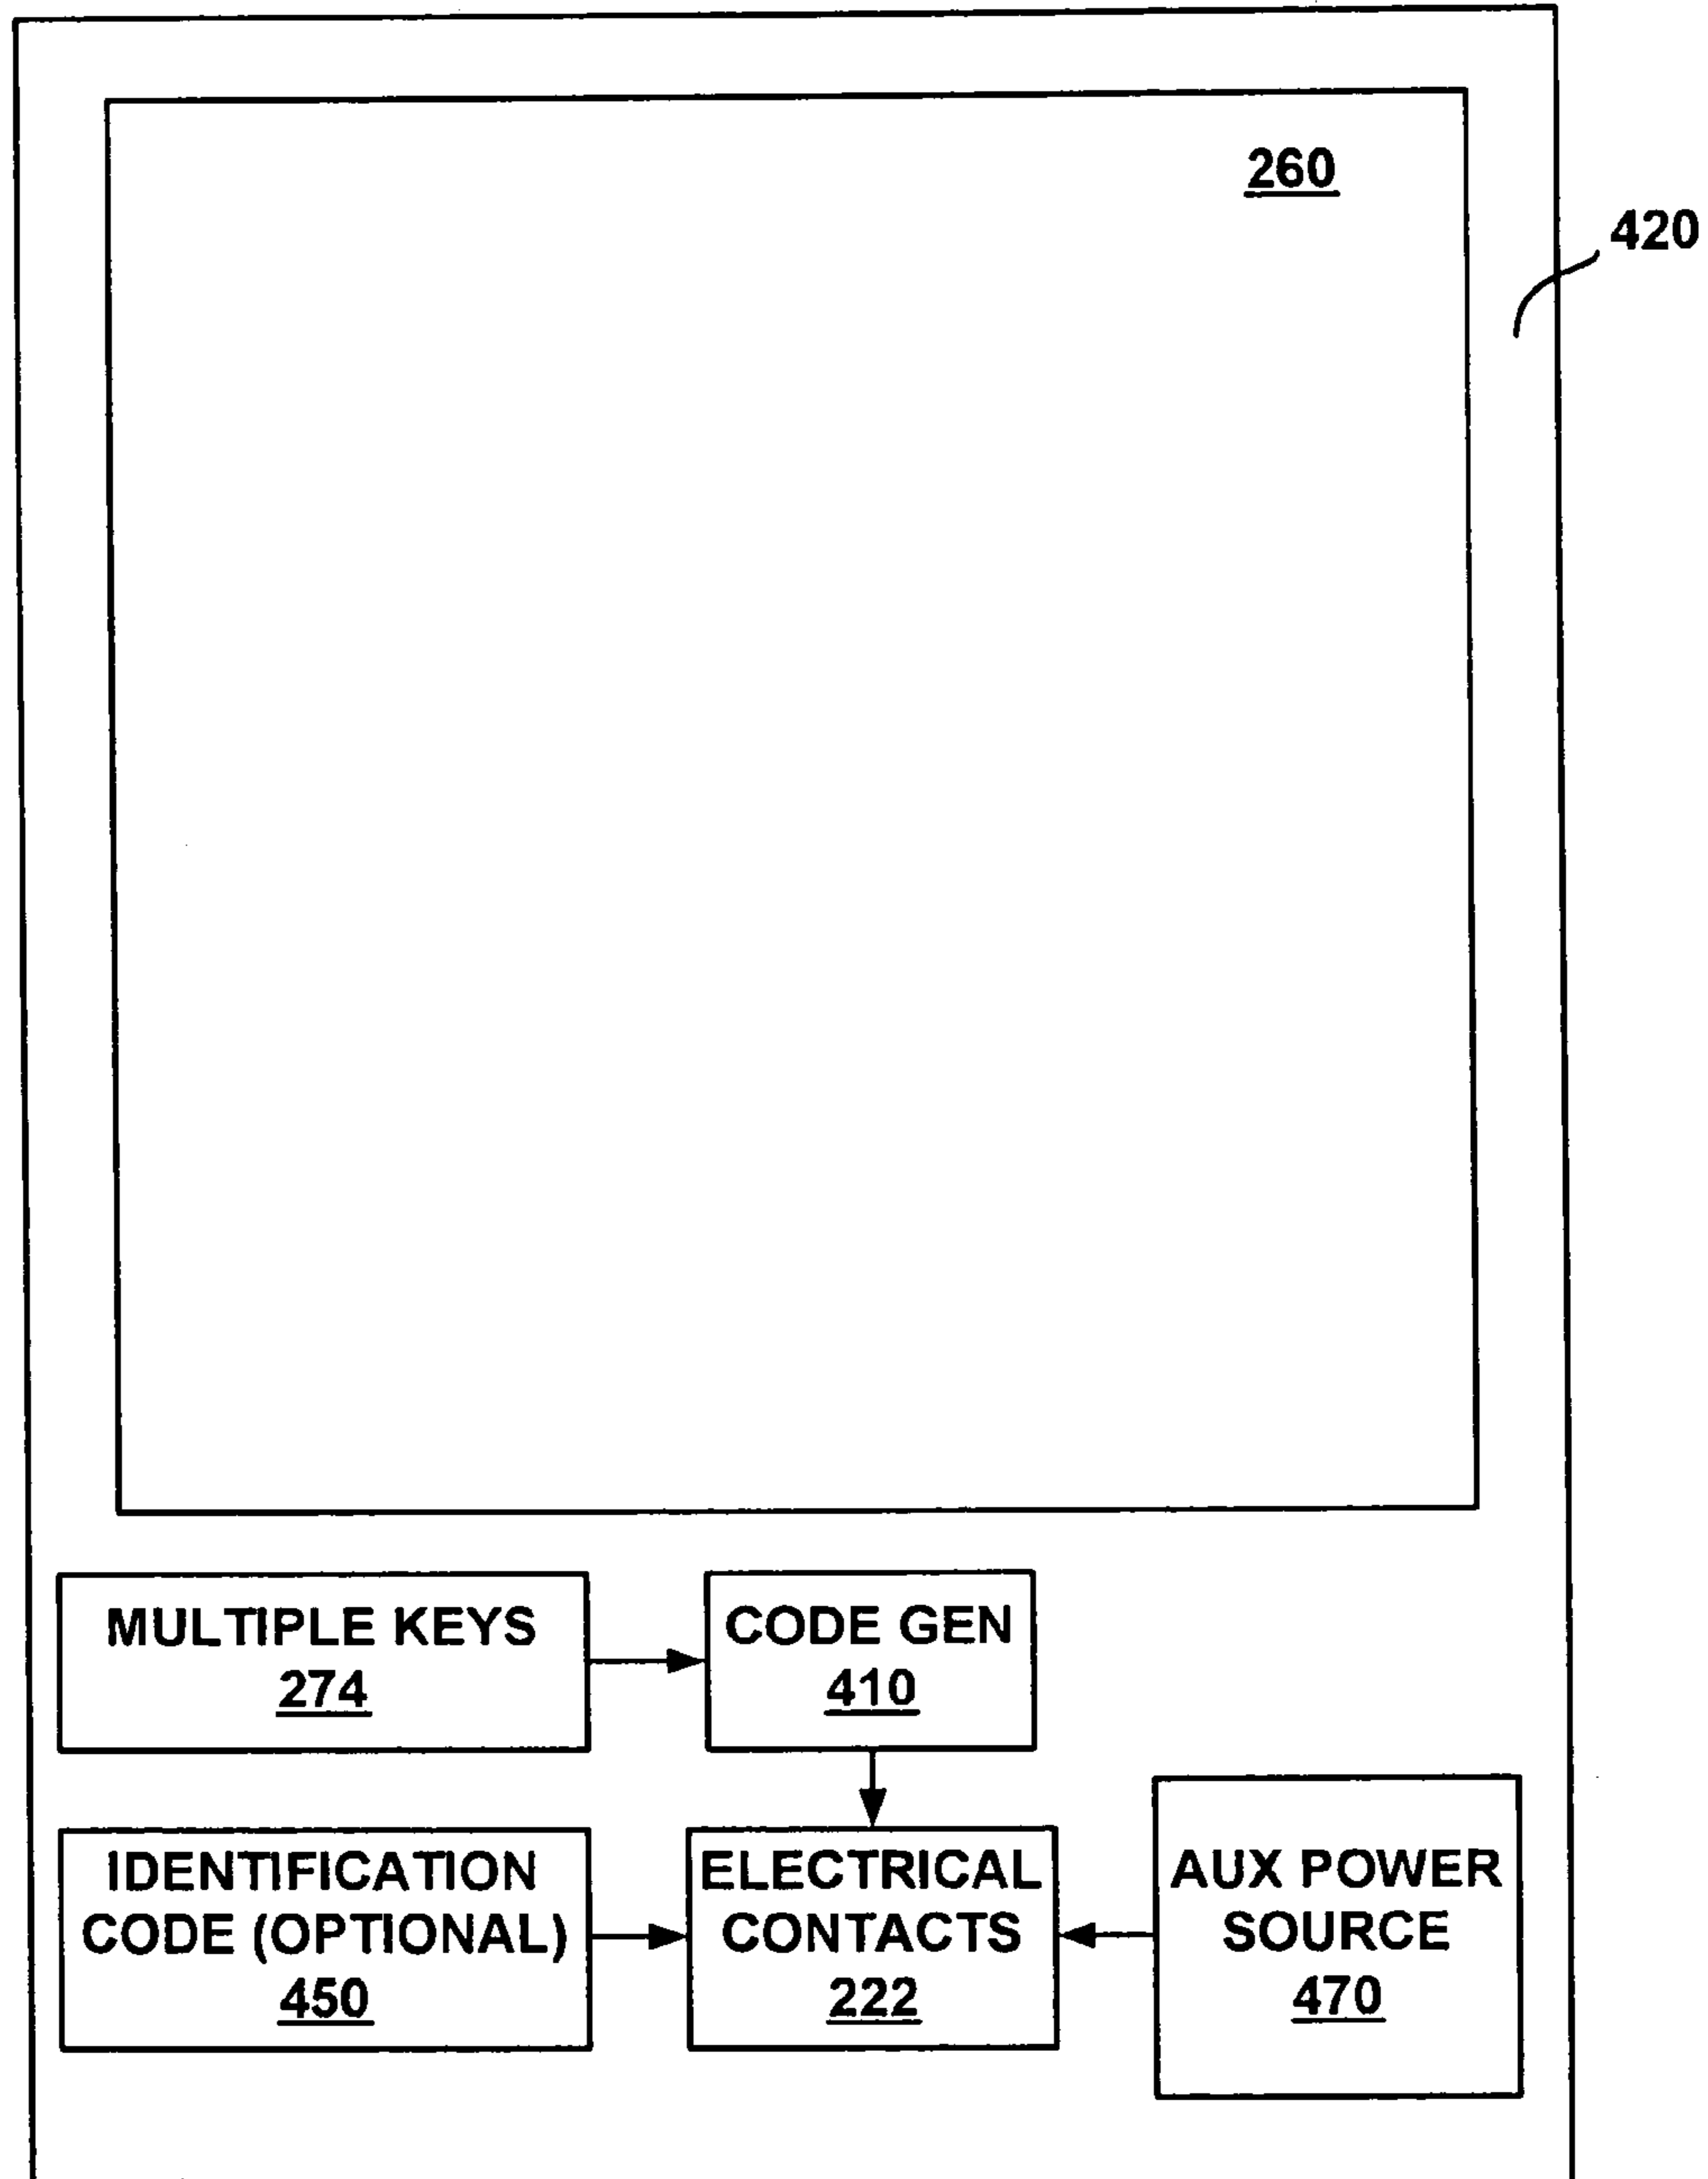 260
420
MULTIPLE KEYS
274
CODE GEN
410
IDENTIFICATION
CODE (OPTIONAL)
450
ELECTRICAL
CONTACTS
222
AUX POWER
SOURCE
470